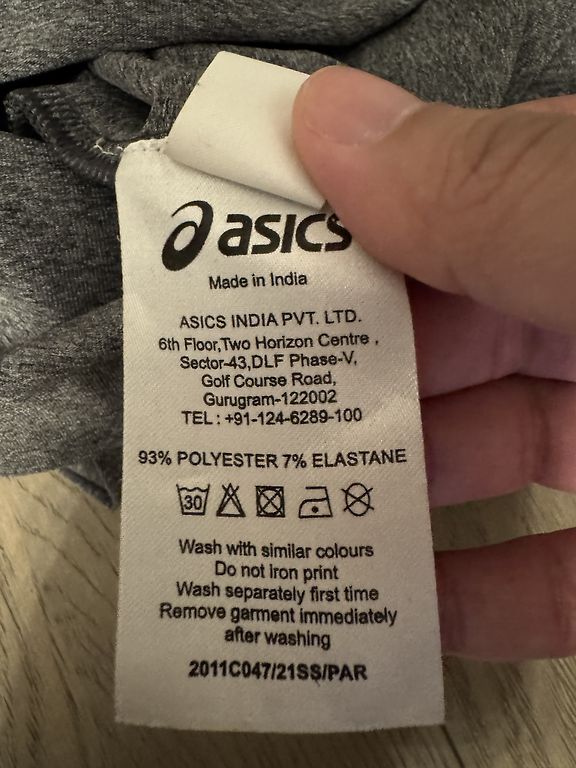 asics
Made in India
ASICS INDIA PVT. LTD.
6th Floor,Two Horizon Centre ,
Sector-43,DLF Phase-V,
Golf Course Road,
Gurugram-122002
TEL : +91-124-6289-100
93% POLYESTER 7% ELASTANE
30
Wash with similar colours
Do not Iron print
Wash separately first time
Remove garment immediately
after washing
2011C047/21SS/PAR